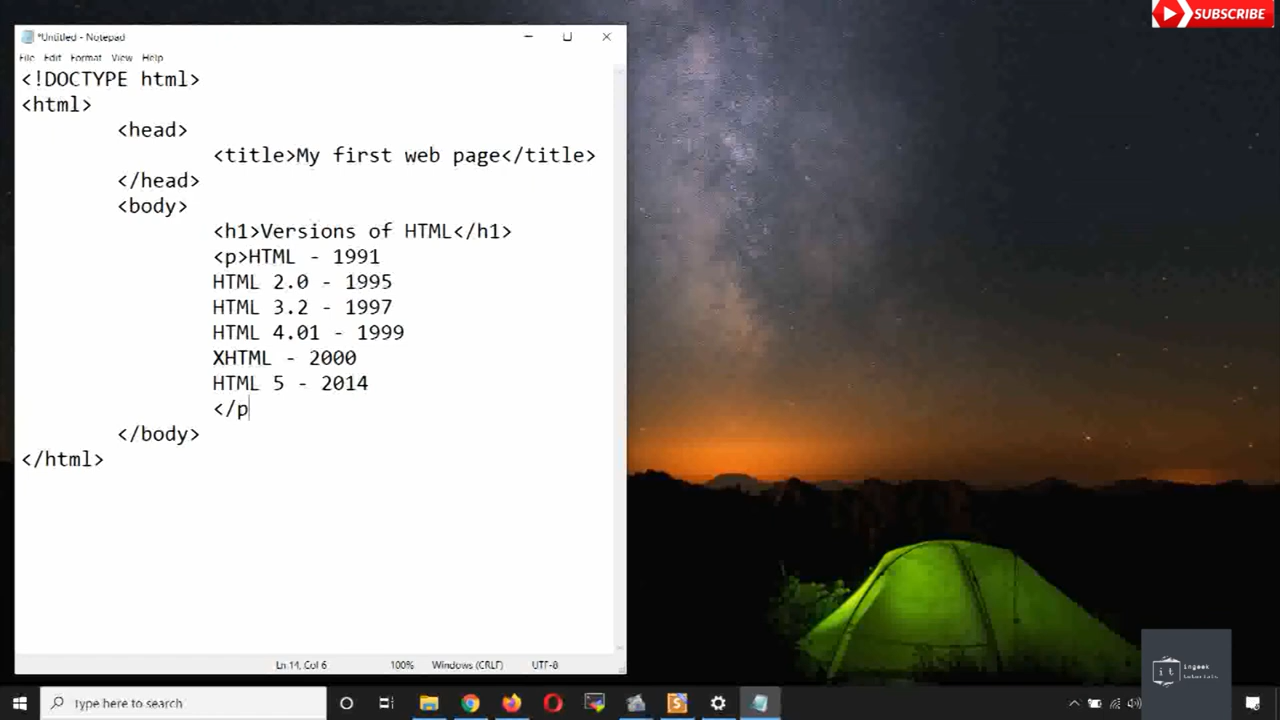 SUBSCRIBE
*Untitled - Notepad
File Edit Format View Help
<!DOCTYPE html>
<html>
<head>
<title>My first web page</title>
</head>
<body>
<h1>Versions of HTML</h1>
<p>HTML - 1991
HTML 2.0 - 1995
HTML 3.2 - 1997
HTML 4.01 - 1999
XHTML - 2000
HTML 5 - 2014
</p
</body>
</html>
Ln 14, Col 6 100% Windows (CRLF) UTF-8
it ingeek
tutorials
Type here to search